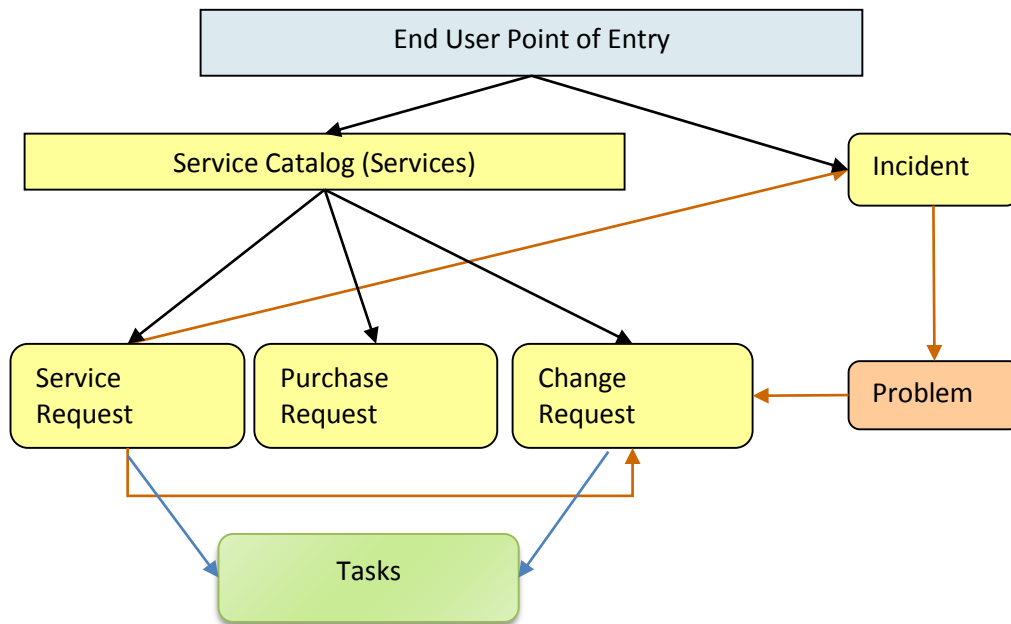 End User Point of Entry
Service Catalog (Services)
Incident
Service
Request
Purchase
Request
Change
Request
Problem
Tasks